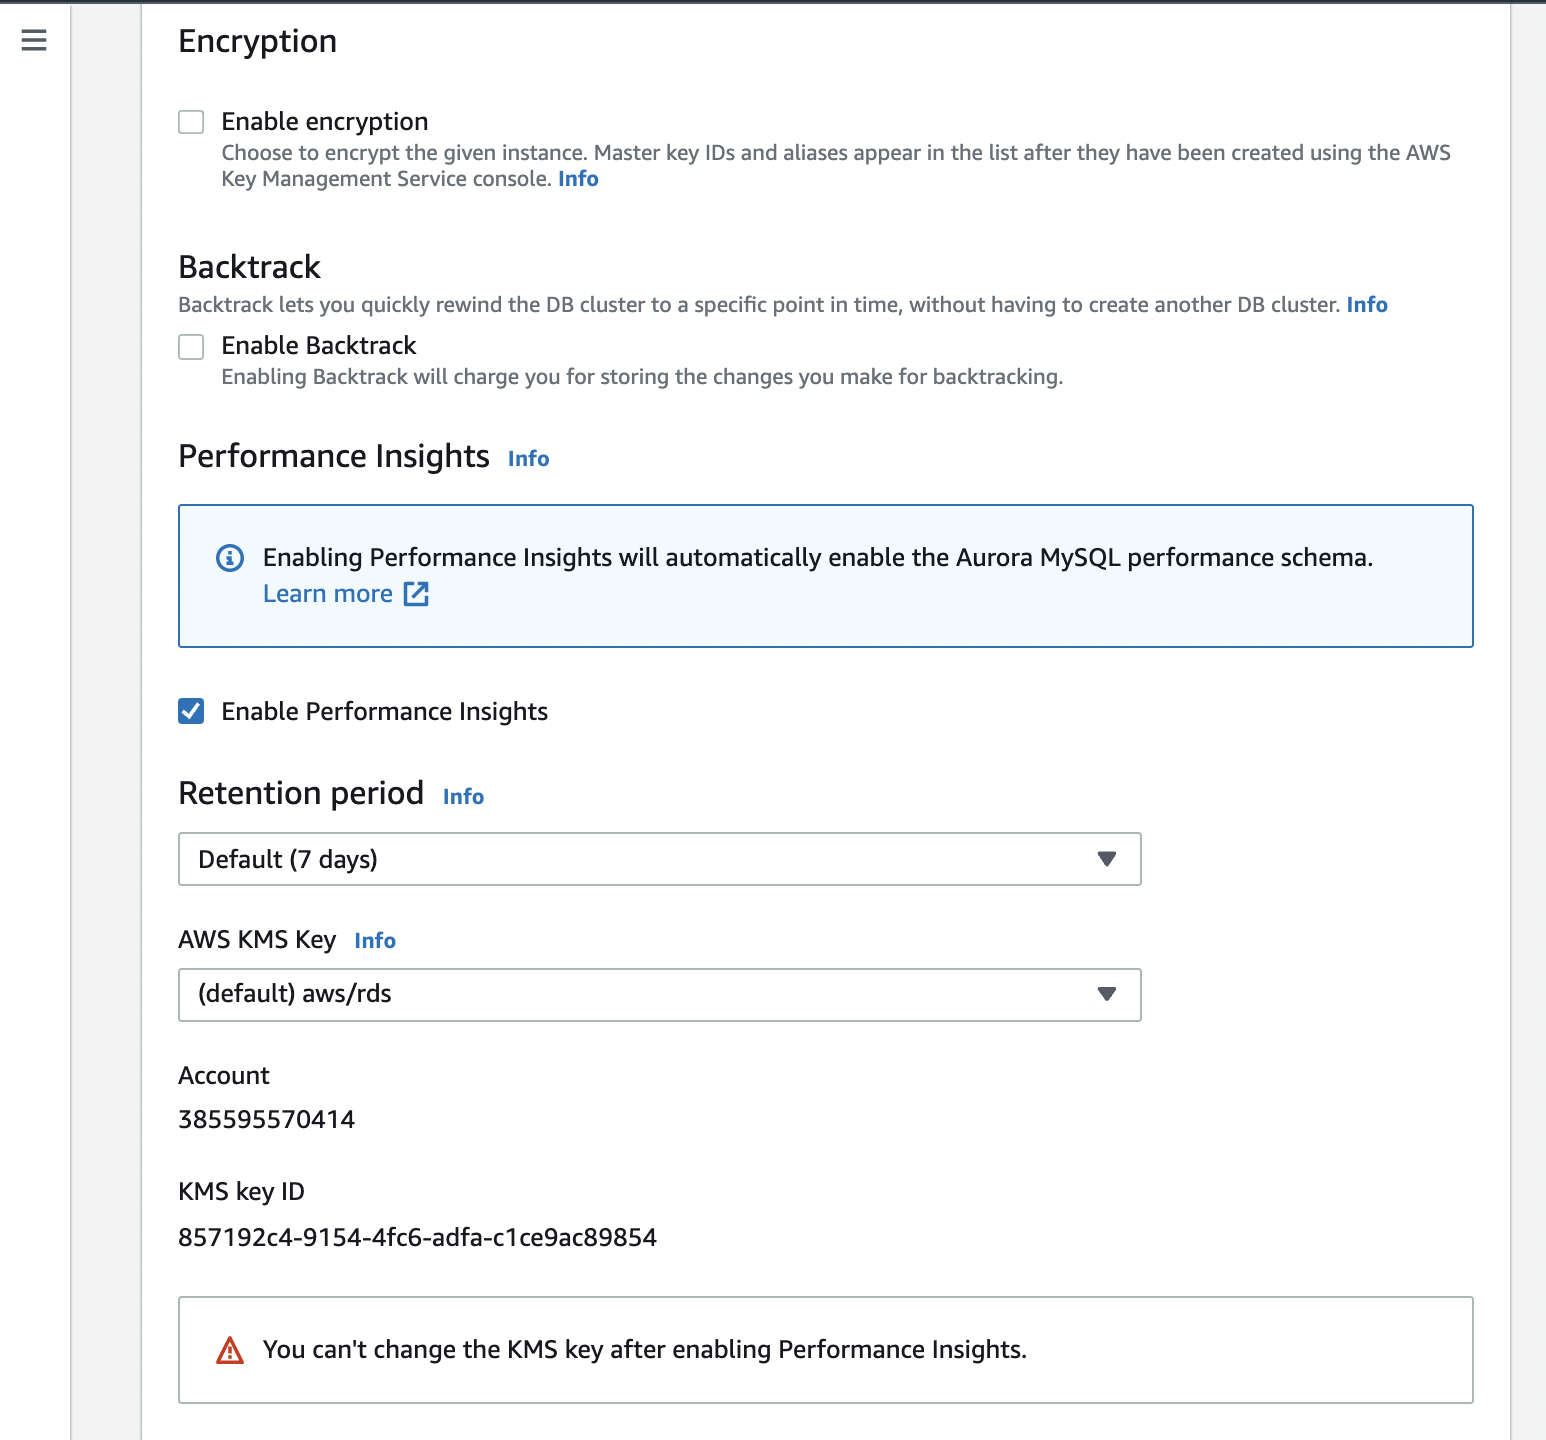 Encryption
Enable encryption
Choose to encrypt the given instance. Master key IDs and aliases appear in the list after they have been created using the AWS
Key Management Service console. Info
Backtrack
Backtrack lets you quickly rewind the DB cluster to a specific point in time, without having to create another DB cluster. Info
Enable Backtrack
Enabling Backtrack will charge you for storing the changes you make for backtracking.
Performance Insights Info
Enabling Performance Insights will automatically enable the Aurora MySQL performance schema.
Learn more
Enable Performance Insights
Retention period Info
Default (7 days)
AWS KMS Key Info
(default) aws/rds
Account
385595570414
KMS key ID
857192c4-9154-4fc6-adfa-c1ce9ac89854
You can't change the KMS key after enabling Performance Insights.